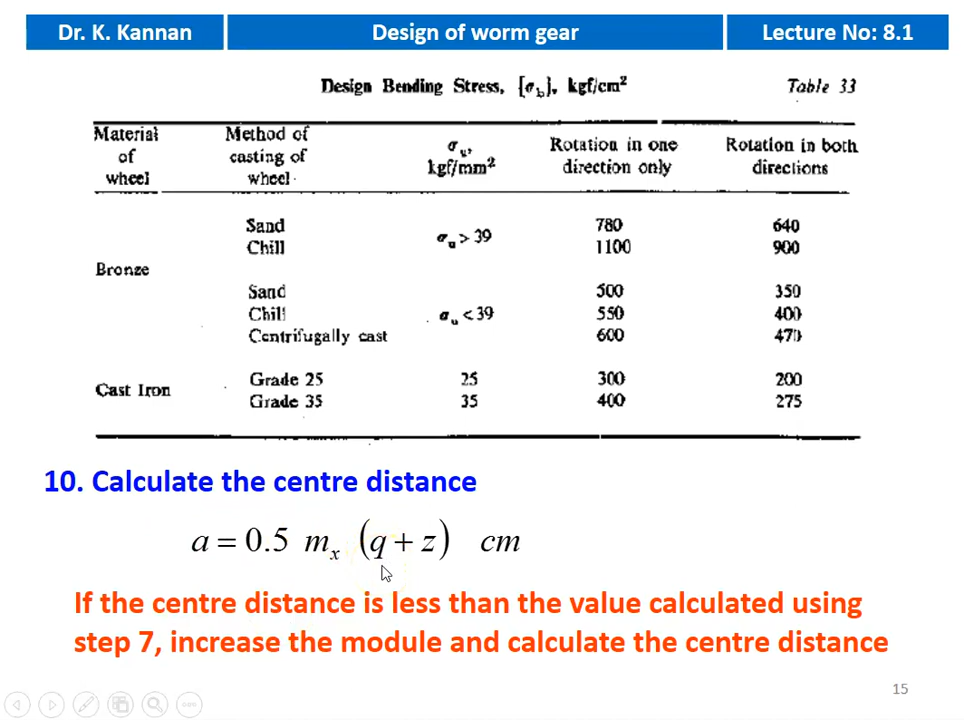 Dr. K. Kannan
Design of worm gear
Lecture No: 8.1
Design Bending Stress, [σb], kgf/cm²
Table 33
Material of wheel
Method of casting of wheel
σu, kgf/mm²
Rotation in one direction only
Rotation in both directions
Bronze
Sand 780 640
Chill 1100 900
σu > 39
Sand 500 350
Chill σu < 39 550 400
Centrifugally cast 600 470
Cast Iron
Grade 25 25 300 200
Grade 35 35 400 275
10. Calculate the centre distance
a = 0.5 mx (q + z) cm
If the centre distance is less than the value calculated using
step 7, increase the module and calculate the centre distance
15